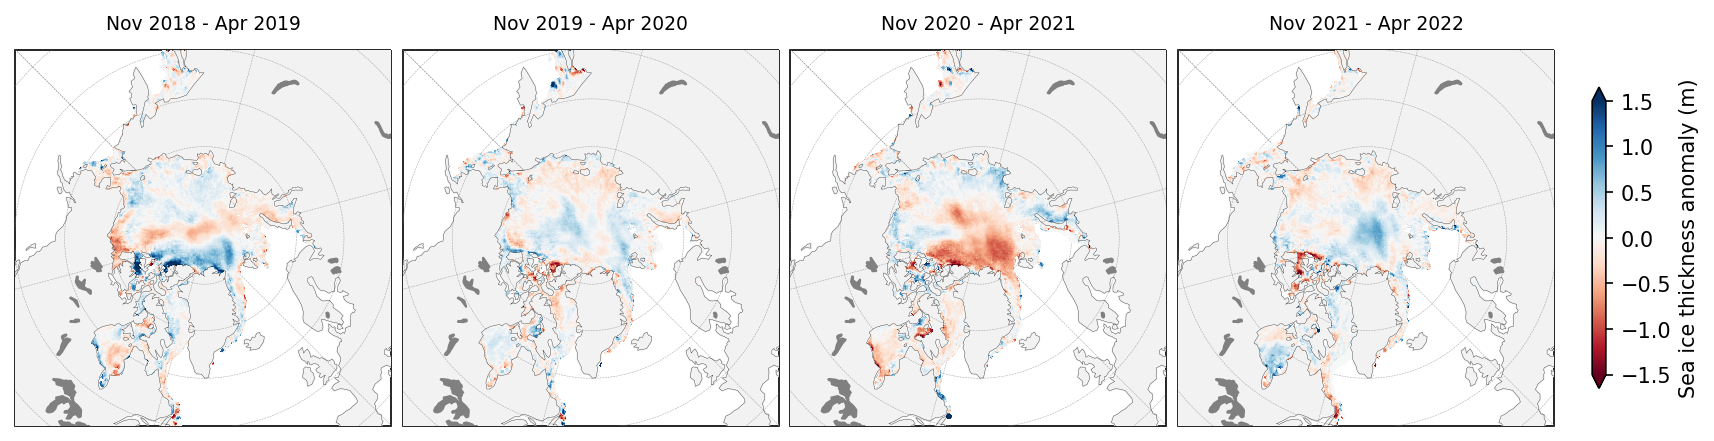 Nov 2018 - Apr 2019
Nov 2019 - Apr 2020
Nov 2020 - Apr 2021
Nov 2021 - Apr 2022
1.5
1.0
0.5
0.0
−0.5
−1.0
−1.5
Sea ice thickness anomaly (m)